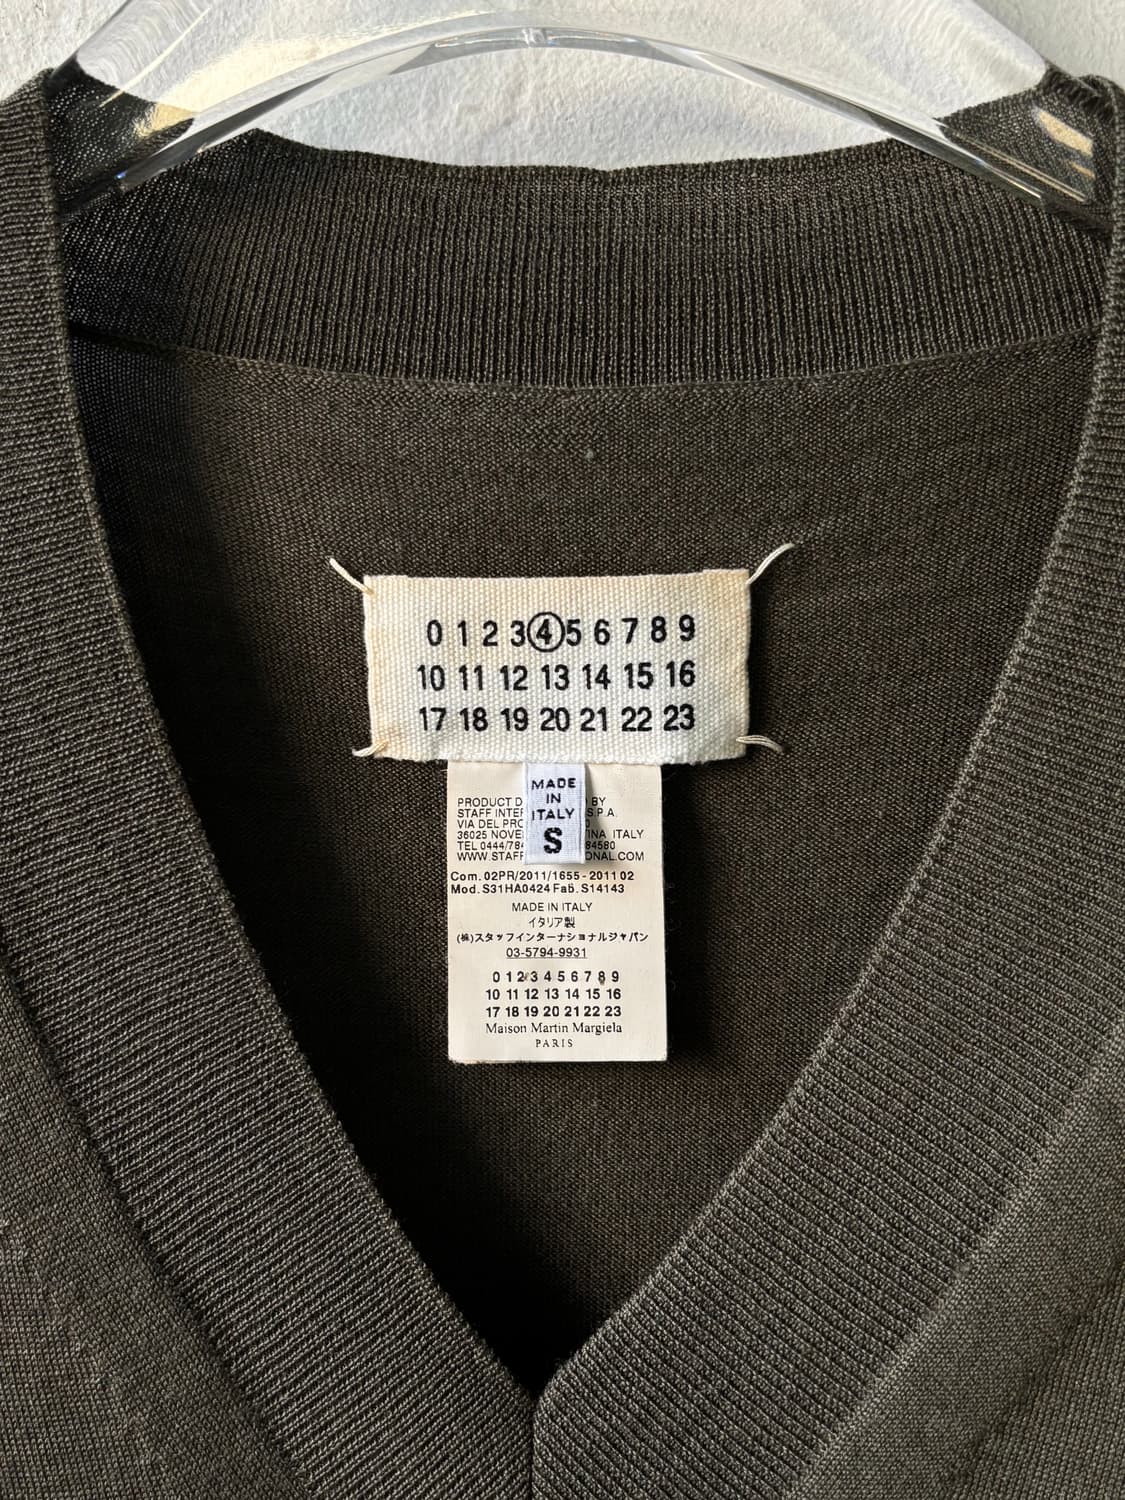 0 1 2 3 4 5 6 7 8 9
10 11 12 13 14 15 16
17 18 19 20 21 22 23
MADE
IN
ITALY
S
PRODUCT D BY
STAFF INTER S.P.A.
VIA DEL PRO
36025 NOVE INA ITALY
TEL 0444/784 84580
WWW.STAFF ONAL.COM
Com. 02PR/2011/1655 - 2011 02
Mod. S31HA0424 Fab. S14143
MADE IN ITALY
イタリア製
(株)スタッフインターナショナルジャパン
03-5794-9931
0 1 2 3 4 5 6 7 8 9
10 11 12 13 14 15 16
17 18 19 20 21 22 23
Maison Martin Margiela
PARIS